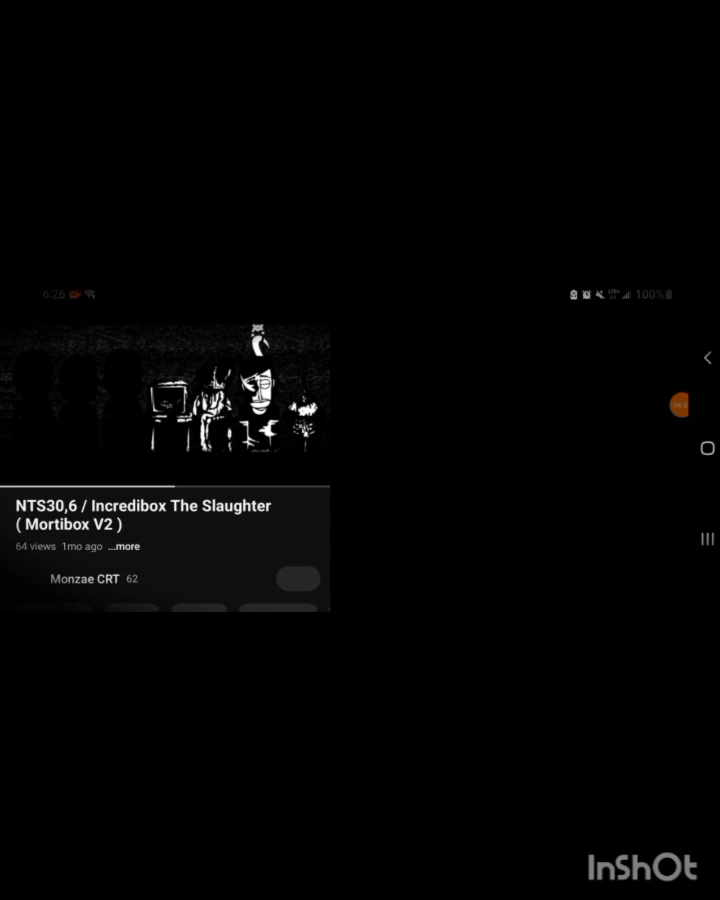 6:26
100%
NTS30,6 / Incredibox The Slaughter
( Mortibox V2 )
64 views 1mo ago ...more
Monzae CRT 62
InShOt